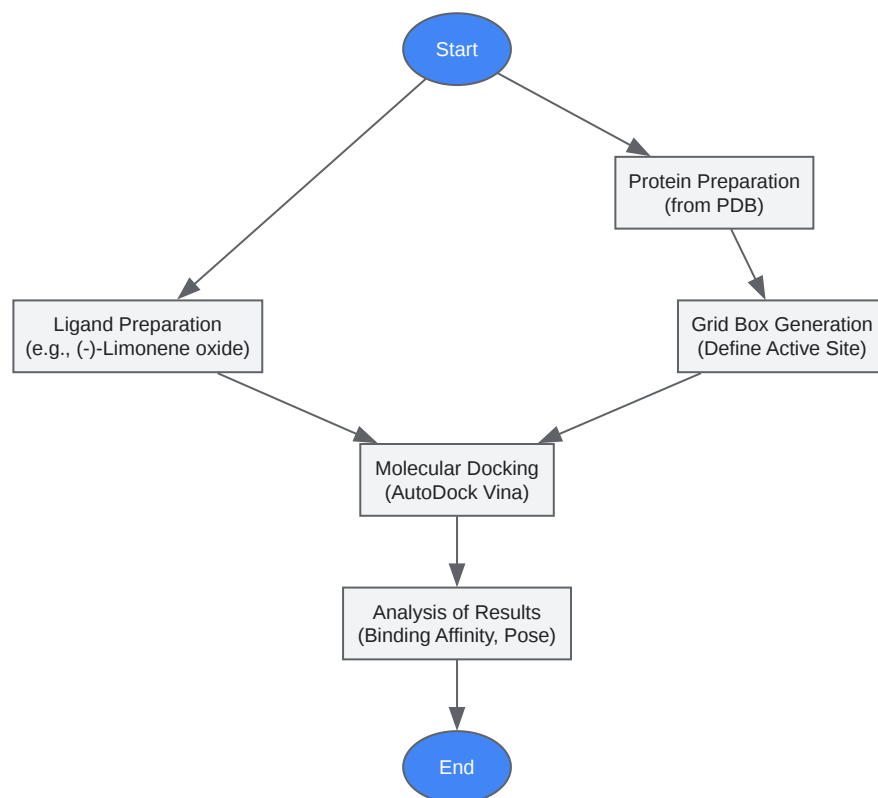 Start
Protein Preparation
(from PDB)
Ligand Preparation
(e.g., (-)-Limonene oxide)
Grid Box Generation
(Define Active Site)
Molecular Docking
(AutoDock Vina)
Analysis of Results
(Binding Affinity, Pose)
End